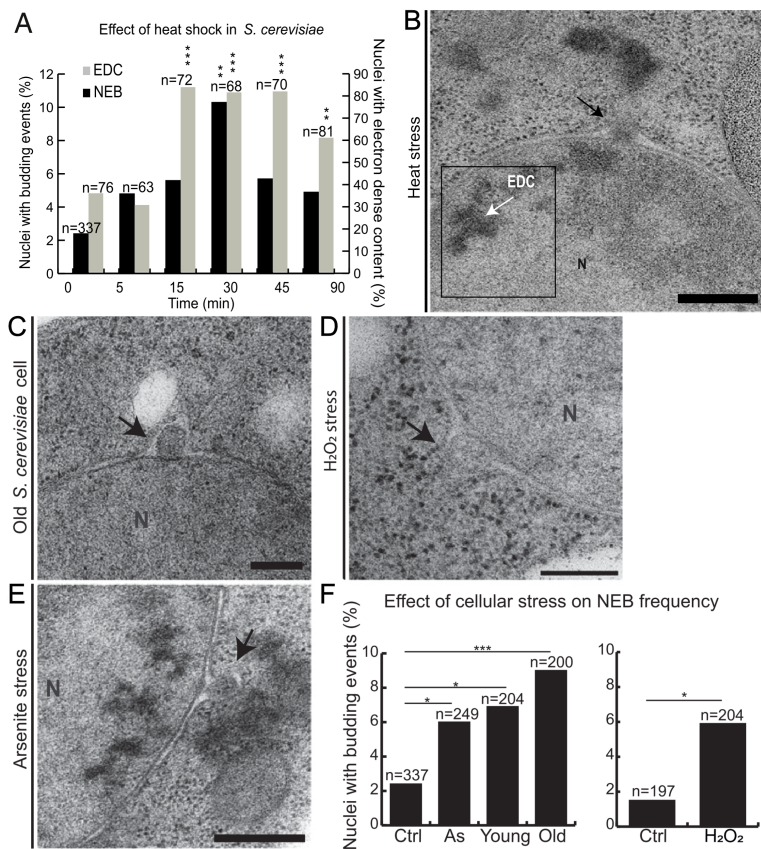 A
Effect of heat shock in S. cerevisiae
EDC
NEB
Nuclei with budding events (%)
Nuclei with electron dense content (%)
12
10
8
6
4
2
0
90
80
70
60
50
40
30
20
10
0
n=337
n=76
n=63
***
n=72
**
***
n=68
***
n=70
**
n=81
0 5 15 30 45 90
Time (min)
B
Heat stress
EDC
N
C
Old S. cerevisiae cell
N
D
H₂O₂ stress
N
E
Arsenite stress
N
F
Effect of cellular stress on NEB frequency
Nuclei with budding events (%)
10
8
6
4
2
0
***
*
*
n=337
n=249
n=204
n=200
Ctrl As Young Old
10
8
6
4
2
0
*
n=197
n=204
Ctrl H₂O₂